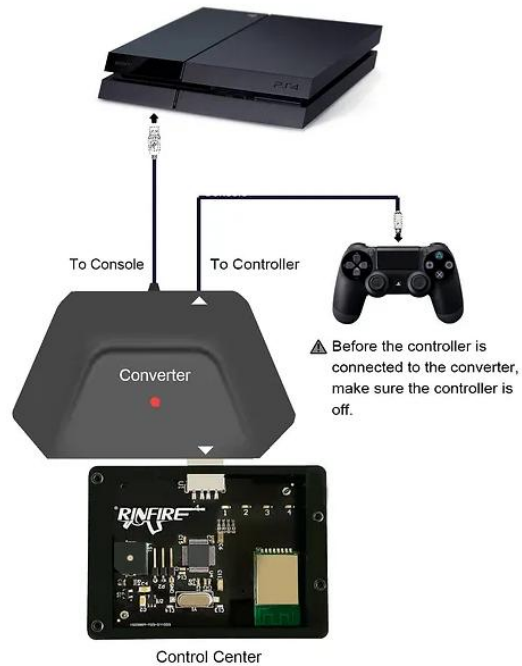 SONY
PS4
To Console
To Controller
⚠ Before the controller is
connected to the converter,
make sure the controller is
off.
Converter
RINFIRE
1 2 3 4
Control Center